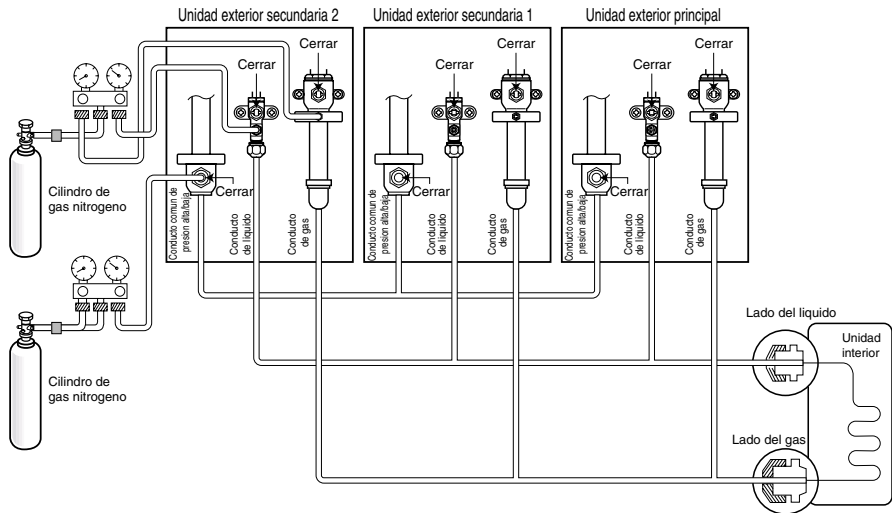 Unidad exterior secundaria 2
Unidad exterior secundaria 1
Unidad exterior principal
Cerrar
Cerrar
Cerrar
Cerrar
Cerrar
Cerrar
Cerrar
Cerrar
Cerrar
Cilindro de
gas nitrogeno
Conducto comun de
presion alta/baja
Conducto
de liquido
Conducto
de gas
Conducto comun de
presion alta/baja
Conducto
de liquido
Conducto
de gas
Conducto comun de
presion alta/baja
Conducto
de liquido
Conducto
de gas
Cilindro de
gas nitrogeno
Lado del liquido
Unidad
interior
Lado del gas